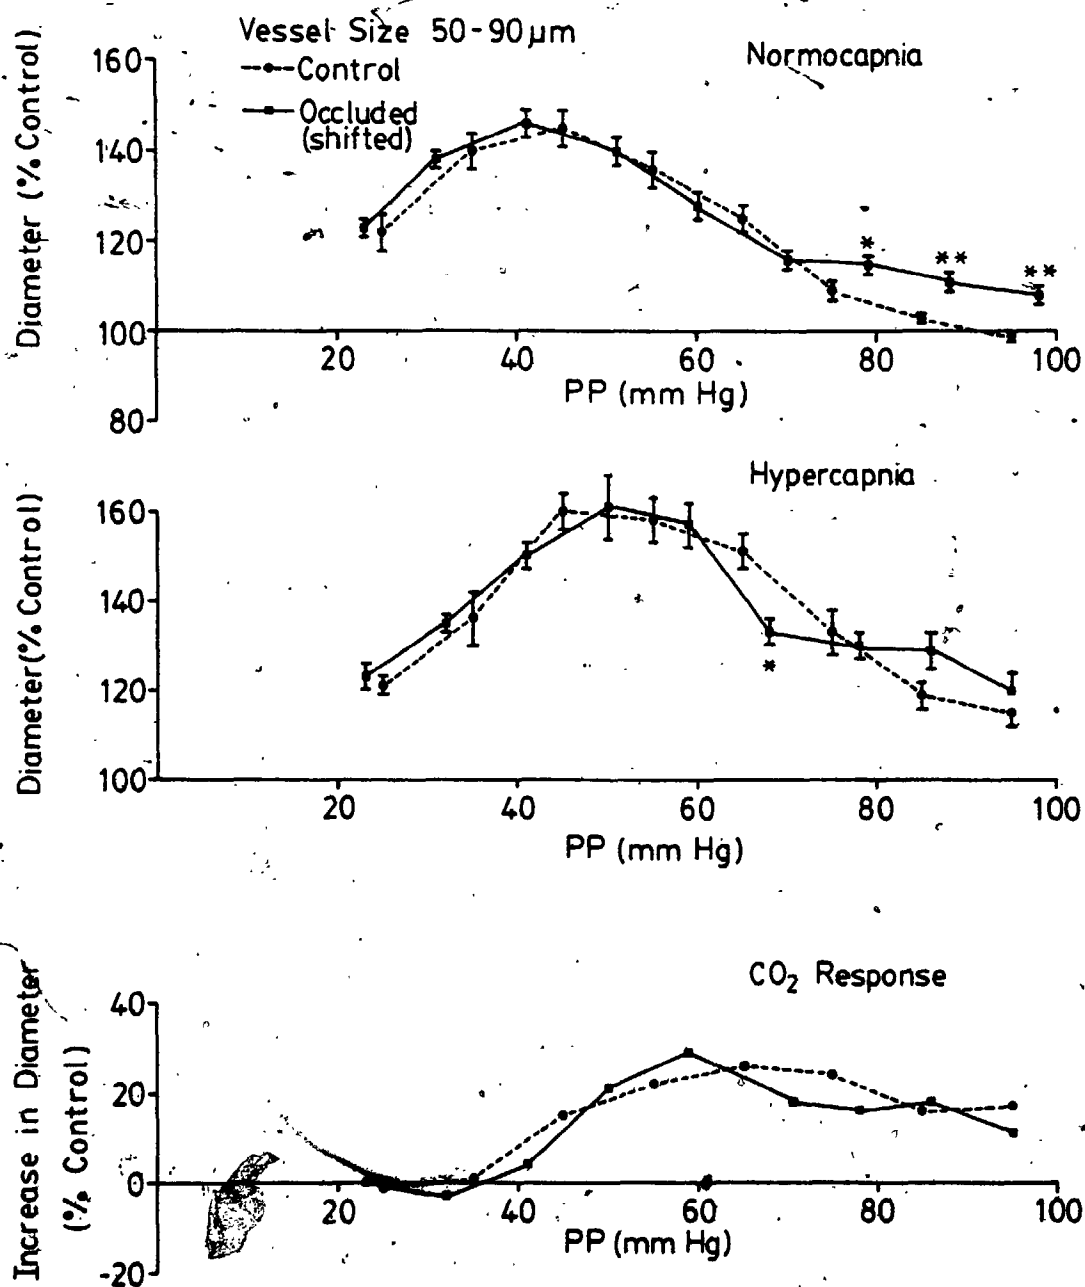 Vessel Size 50-90µm
Control
Occluded
(shifted)
Normocapnia
Diameter (% Control)
160
140
120
100
80
* ** **
20 40 60 80 100
PP (mm Hg)
Hypercapnia
Diameter(% Control)
160
140
120
100
*
20 40 60 80 100
PP (mm Hg)
CO₂ Response
Increase in Diameter
(% Control)
40
20
0
-20
20 40 60 80 100
PP (mm Hg)